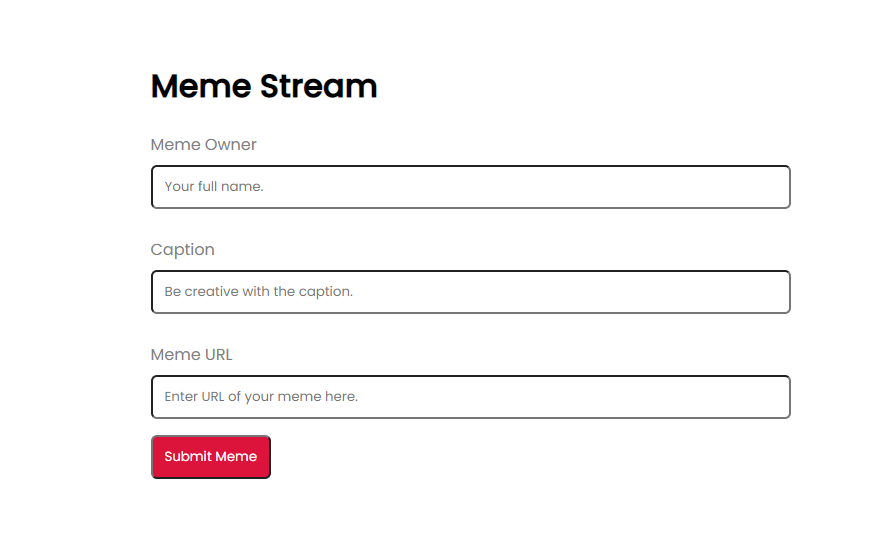 Meme Stream
Meme Owner
Your full name.
Caption
Be creative with the caption.
Meme URL
Enter URL of your meme here.
Submit Meme